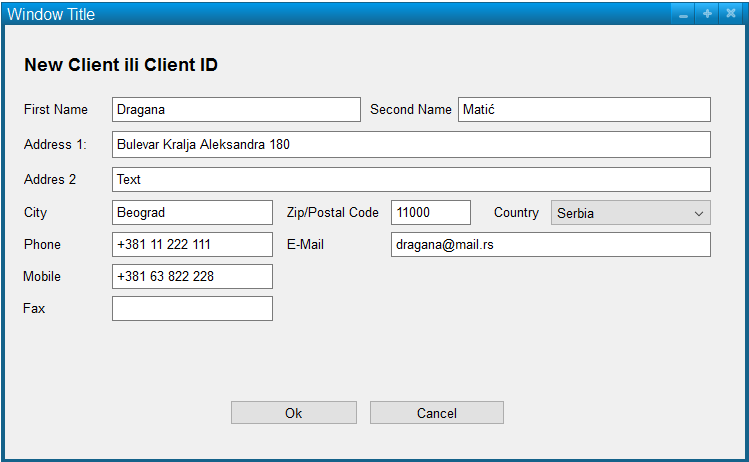 Window Title
New Client ili Client ID
First Name Dragana Second Name Matić
Address 1: Bulevar Kralja Aleksandra 180
Addres 2 Text
City Beograd Zip/Postal Code 11000 Country Serbia
Phone +381 11 222 111 E-Mail dragana@mail.rs
Mobile +381 63 822 228
Fax
Ok Cancel